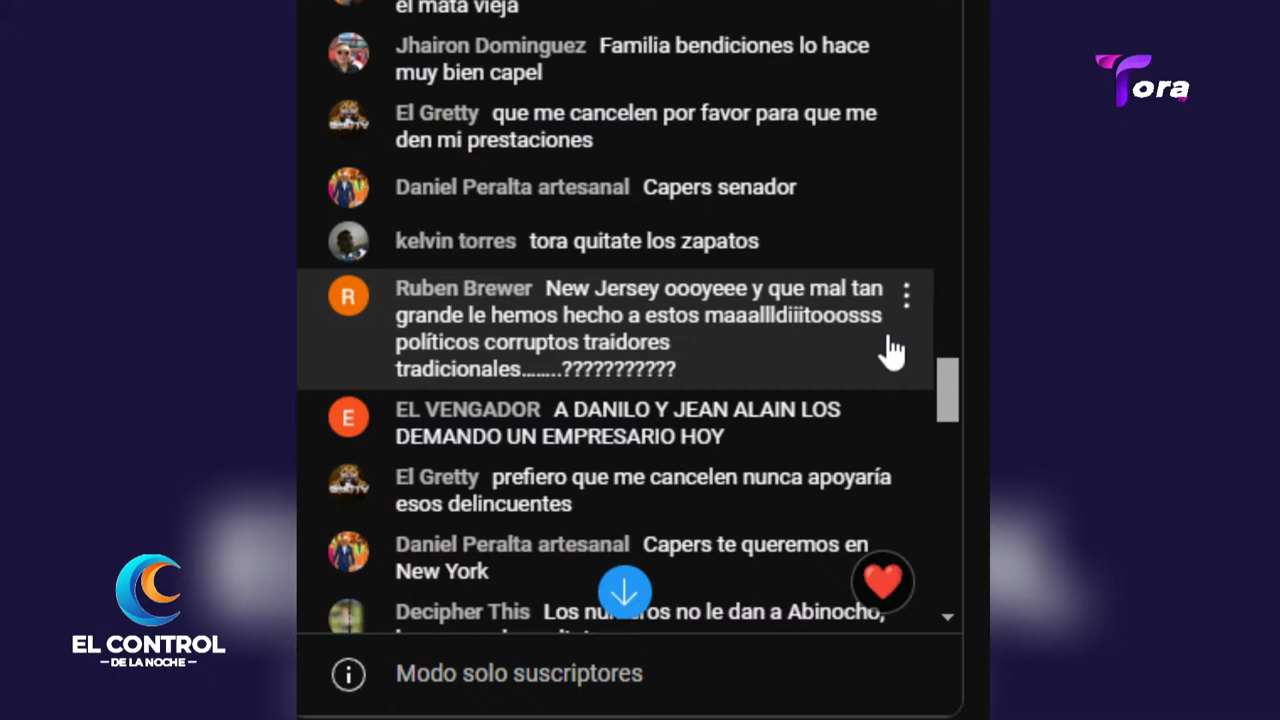 el mata vieja
Jhairon Dominguez Familia bendiciones lo hace
muy bien capel
El Gretty que me cancelen por favor para que me
den mi prestaciones
Daniel Peralta artesanal Capers senador
kelvin torres tora quitate los zapatos
R Ruben Brewer New Jersey oooyeee y que mal tan
grande le hemos hecho a estos maaallldiiitooosss
políticos corruptos traidores
tradicionales……..???????????
E EL VENGADOR A DANILO Y JEAN ALAIN LOS
DEMANDO UN EMPRESARIO HOY
El Gretty prefiero que me cancelen nunca apoyaría
esos delincuentes
Daniel Peralta artesanal Capers te queremos en
New York
Decipher This Los números no le dan a Abinocho,
Modo solo suscriptores
Tora
EL CONTROL
DE LA NOCHE